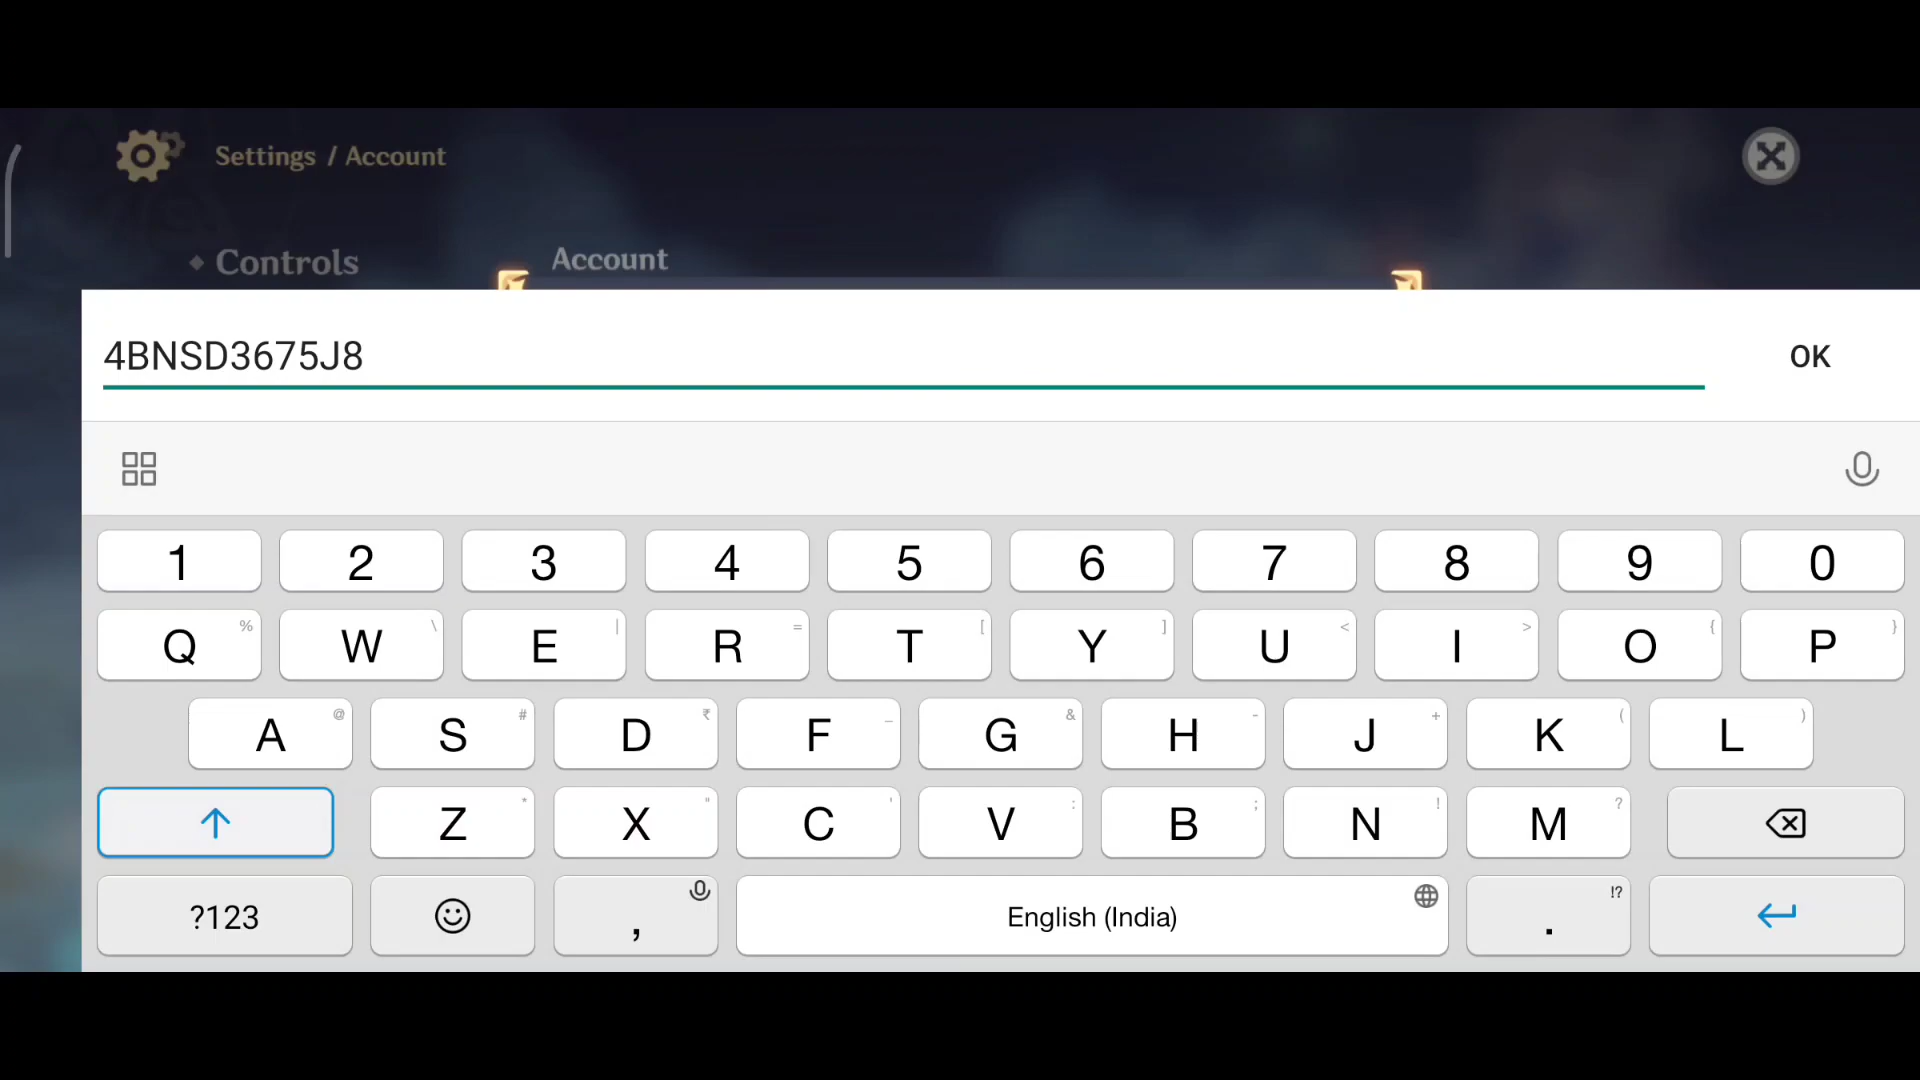 Settings / Account
Controls
Account
4BNSD3675J8
OK
1 2 3 4 5 6 7 8 9 0
Q % W \ E | R = T [ Y ] U < I > O { P }
A @ S # D ₹ F _ G & H - J + K ( L )
Z * X " C ' V : B ; N ! M ?
?123 , English (India) . !?